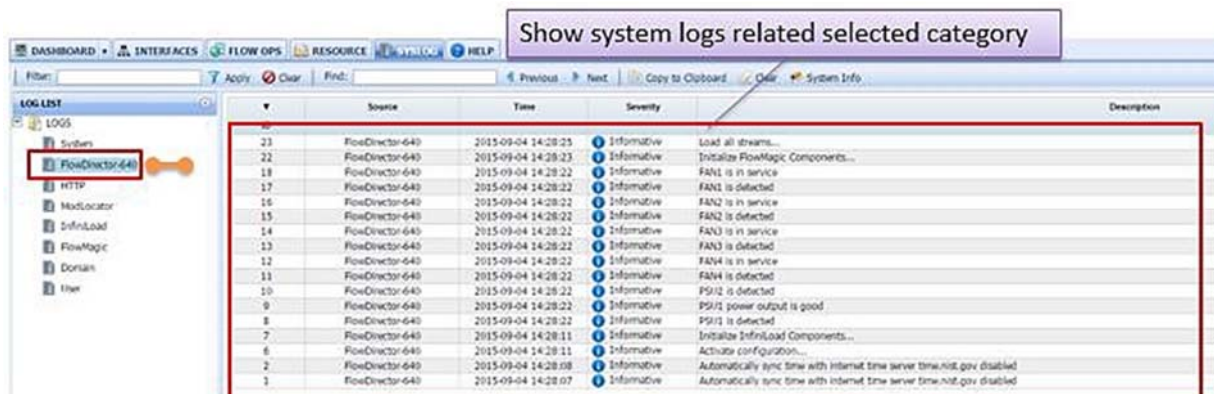 Show system logs related selected category
DASHBOARD INTERFACES FLOW OPS RESOURCE SYSLOG HELP
Filter: Apply Clear Find: Previous Next Copy to Clipboard Clear System Info
LOG LIST
LOGS
System
FlowDirector-640
HTTP
ModLocator
InfiniLoad
FlowMagic
Domain
User
Source Time Severity Description
23 FlowDirector-640 2015-09-04 14:28:25 Informative Load all streams...
22 FlowDirector-640 2015-09-04 14:28:23 Informative Initialize FlowMagic Components...
18 FlowDirector-640 2015-09-04 14:28:22 Informative FAN1 is in service
17 FlowDirector-640 2015-09-04 14:28:22 Informative FAN1 is detected
16 FlowDirector-640 2015-09-04 14:28:22 Informative FAN2 is in service
15 FlowDirector-640 2015-09-04 14:28:22 Informative FAN2 is detected
14 FlowDirector-640 2015-09-04 14:28:22 Informative FAN3 is in service
13 FlowDirector-640 2015-09-04 14:28:22 Informative FAN3 is detected
12 FlowDirector-640 2015-09-04 14:28:22 Informative FAN4 is in service
11 FlowDirector-640 2015-09-04 14:28:22 Informative FAN4 is detected
10 FlowDirector-640 2015-09-04 14:28:22 Informative PSU2 is detected
9 FlowDirector-640 2015-09-04 14:28:22 Informative PSU1 power output is good
8 FlowDirector-640 2015-09-04 14:28:22 Informative PSU1 is detected
7 FlowDirector-640 2015-09-04 14:28:11 Informative Initialize InfiniLoad Components...
6 FlowDirector-640 2015-09-04 14:28:11 Informative Activate configuration...
2 FlowDirector-640 2015-09-04 14:28:08 Informative Automatically sync time with internet time server time.nist.gov disabled
1 FlowDirector-640 2015-09-04 14:28:07 Informative Automatically sync time with internet time server time.nist.gov disabled